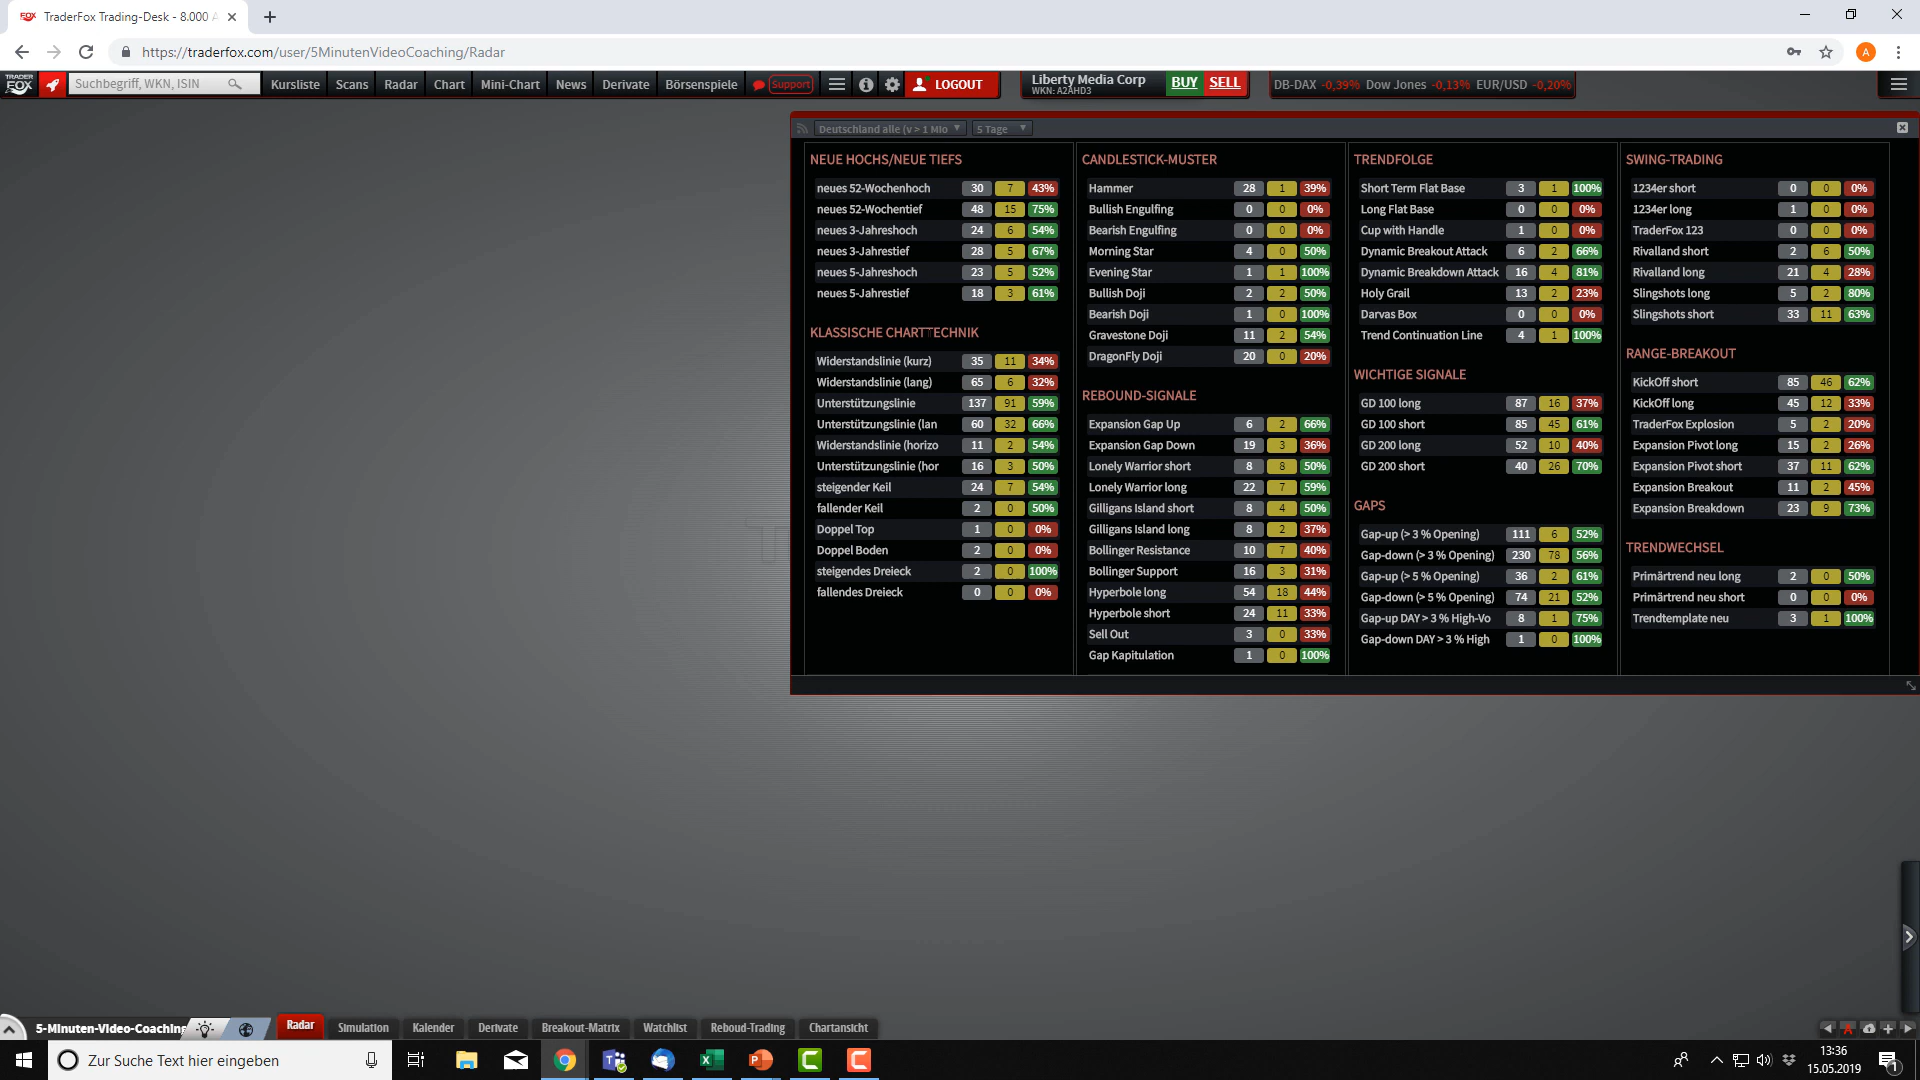 TraderFox Trading-Desk - 8.000
https://traderfox.com/user/5MinutenVideoCoaching/Radar
TRADER FOX
Suchbegriff, WKN, ISIN
Kursliste Scans Radar Chart Mini-Chart News Derivate Börsenspiele Support LOGOUT
Liberty Media Corp
WKN: A2AHD3
BUY SELL
DB-DAX -0,39% Dow Jones -0,13% EUR/USD -0,20%
Deutschland alle (v > 1 Mio 5 Tage
NEUE HOCHS/NEUE TIEFS
neues 52-Wochenhoch 30 7 43%
neues 52-Wochentief 48 15 75%
neues 3-Jahreshoch 24 6 54%
neues 3-Jahrestief 28 5 67%
neues 5-Jahreshoch 23 5 52%
neues 5-Jahrestief 18 3 61%
KLASSISCHE CHARTTECHNIK
Widerstandslinie (kurz) 35 11 34%
Widerstandslinie (lang) 65 6 32%
Unterstützungslinie 137 91 59%
Unterstützungslinie (lan 60 32 66%
Widerstandslinie (horizo 11 2 54%
Unterstützungslinie (hor 16 3 50%
steigender Keil 24 7 54%
fallender Keil 2 0 50%
Doppel Top 1 0 0%
Doppel Boden 2 0 0%
steigendes Dreieck 2 0 100%
fallendes Dreieck 0 0 0%
CANDLESTICK-MUSTER
Hammer 28 1 39%
Bullish Engulfing 0 0 0%
Bearish Engulfing 0 0 0%
Morning Star 4 0 50%
Evening Star 1 1 100%
Bullish Doji 2 2 50%
Bearish Doji 1 0 100%
Gravestone Doji 11 2 54%
DragonFly Doji 20 0 20%
REBOUND-SIGNALE
Expansion Gap Up 6 2 66%
Expansion Gap Down 19 3 36%
Lonely Warrior short 8 8 50%
Lonely Warrior long 22 7 59%
Gilligans Island short 8 4 50%
Gilligans Island long 8 2 37%
Bollinger Resistance 10 7 40%
Bollinger Support 16 3 31%
Hyperbole long 54 18 44%
Hyperbole short 24 11 33%
Sell Out 3 0 33%
Gap Kapitulation 1 0 100%
TRENDFOLGE
Short Term Flat Base 3 1 100%
Long Flat Base 0 0 0%
Cup with Handle 1 0 0%
Dynamic Breakout Attack 6 2 66%
Dynamic Breakdown Attack 16 4 81%
Holy Grail 13 2 23%
Darvas Box 0 0 0%
Trend Continuation Line 4 1 100%
WICHTIGE SIGNALE
GD 100 long 87 16 37%
GD 100 short 85 45 61%
GD 200 long 52 10 40%
GD 200 short 40 26 70%
GAPS
Gap-up (> 3 % Opening) 111 6 52%
Gap-down (> 3 % Opening) 230 78 56%
Gap-up (> 5 % Opening) 36 2 61%
Gap-down (> 5 % Opening) 74 21 52%
Gap-up DAY > 3 % High-Vo 8 1 75%
Gap-down DAY > 3 % High 1 0 100%
SWING-TRADING
1234er short 0 0 0%
1234er long 1 0 0%
TraderFox 123 0 0 0%
Rivalland short 2 6 50%
Rivalland long 21 4 28%
Slingshots long 5 2 80%
Slingshots short 33 11 63%
RANGE-BREAKOUT
KickOff short 85 46 62%
KickOff long 45 12 33%
TraderFox Explosion 5 2 20%
Expansion Pivot long 15 2 26%
Expansion Pivot short 37 11 62%
Expansion Breakout 11 2 45%
Expansion Breakdown 23 9 73%
TRENDWECHSEL
Primärtrend neu long 2 0 50%
Primärtrend neu short 0 0 0%
Trendtemplate neu 3 1 100%
5-Minuten-Video-Coaching Radar Simulation Kalender Derivate Breakout-Matrix Watchlist Reboud-Trading Chartansicht
Zur Suche Text hier eingeben
13:36
15.05.2019